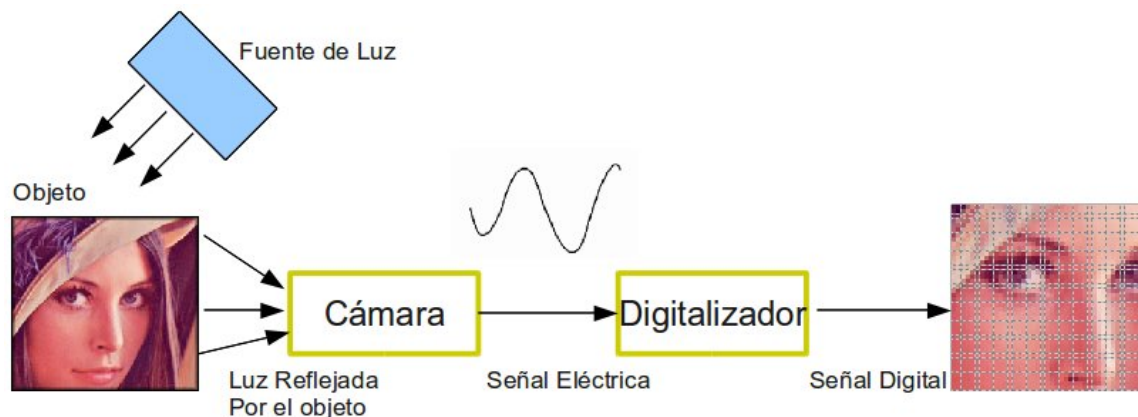 Fuente de Luz
Objeto
Cámara
Digitalizador
Luz Reflejada
Por el objeto
Señal Eléctrica
Señal Digital